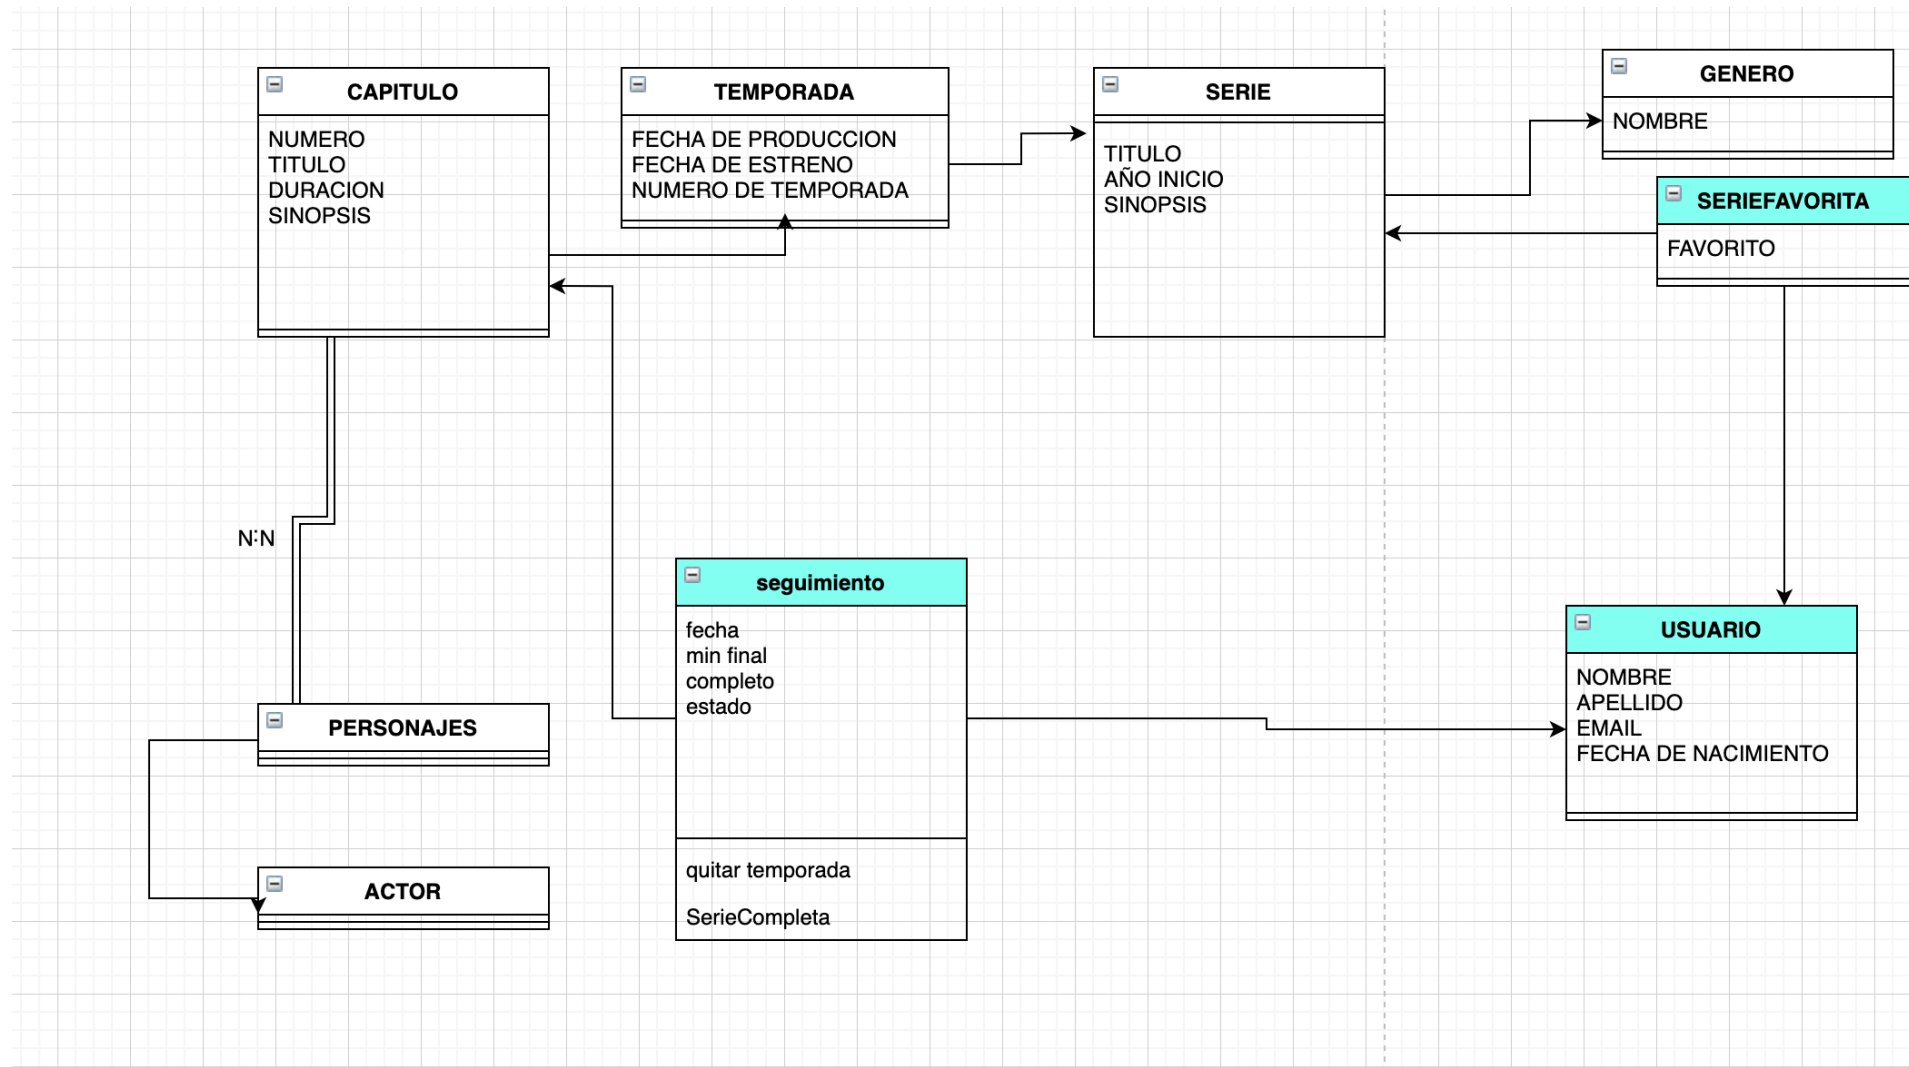 CAPITULO
NUMERO
TITULO
DURACION
SINOPSIS
TEMPORADA
FECHA DE PRODUCCION
FECHA DE ESTRENO
NUMERO DE TEMPORADA
SERIE
TITULO
AÑO INICIO
SINOPSIS
GENERO
NOMBRE
SERIEFAVORITA
FAVORITO
N:N
seguimiento
fecha
min final
completo
estado
quitar temporada
SerieCompleta
USUARIO
NOMBRE
APELLIDO
EMAIL
FECHA DE NACIMIENTO
PERSONAJES
ACTOR